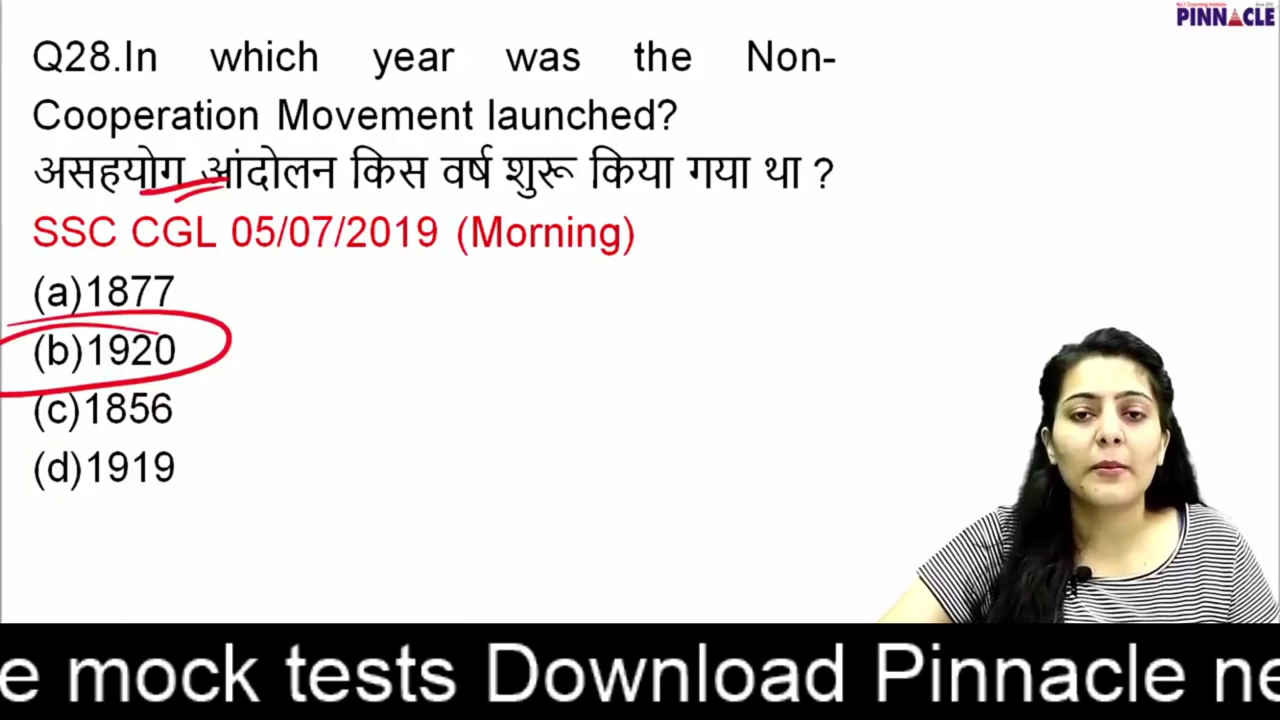 PINNACLE
Q28.In which year was the Non-
Cooperation Movement launched?
असहयोग आंदोलन किस वर्ष शुरू किया गया था ?
SSC CGL 05/07/2019 (Morning)
(a)1877
(b)1920
(c)1856
(d)1919
e mock tests Download Pinnacle ne